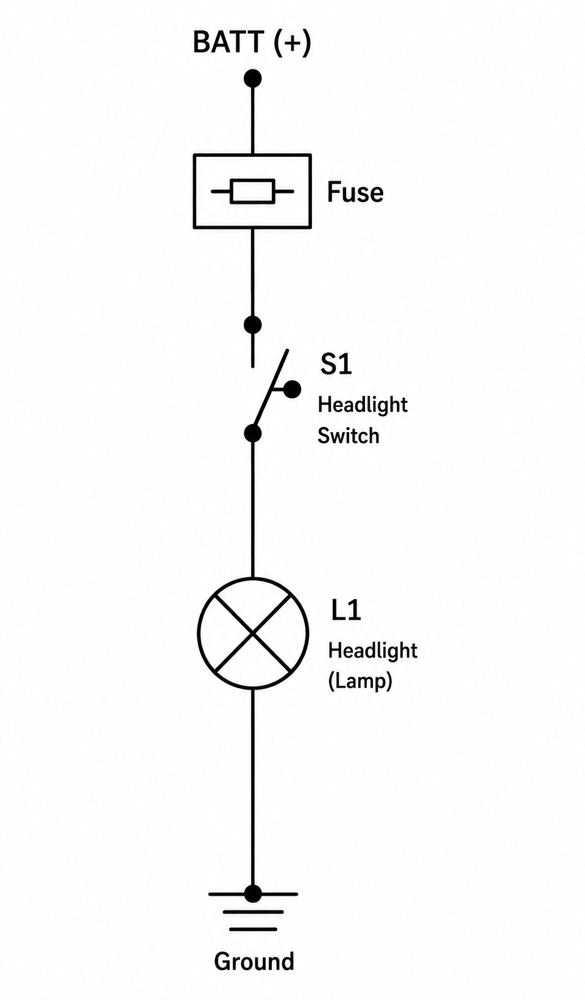 BATT (+)
Fuse
S1
Headlight
Switch
L1
Headlight
(Lamp)
Ground